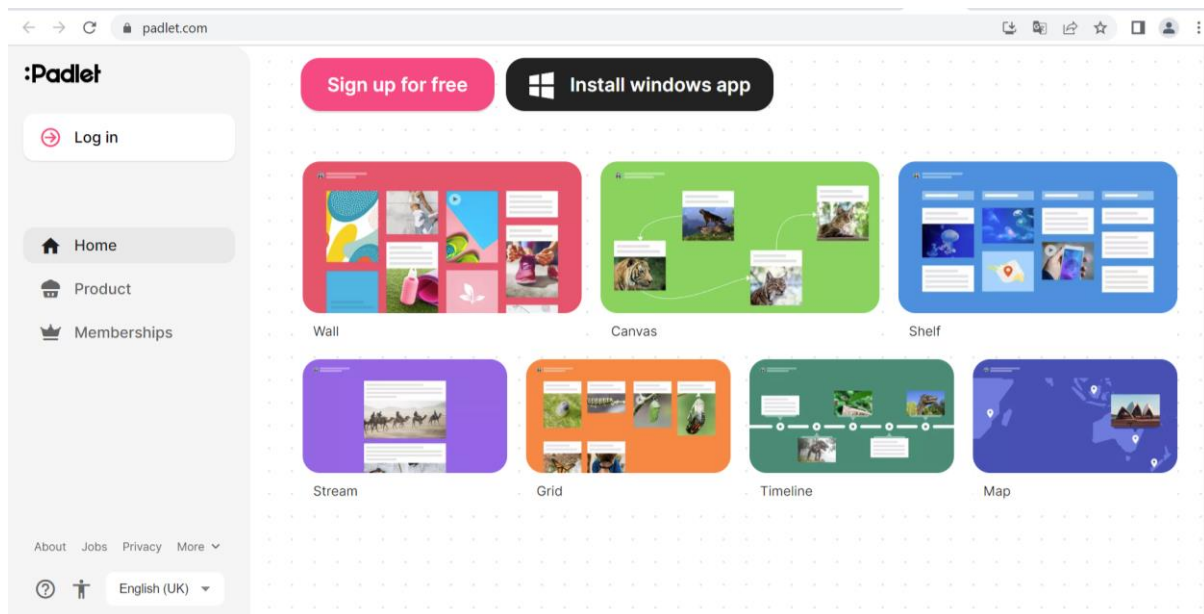 padlet.com
:Padlet
Log in
Home
Product
Memberships
About Jobs Privacy More
English (UK)
Sign up for free
Install windows app
Wall
Canvas
Shelf
Stream
Grid
Timeline
Map